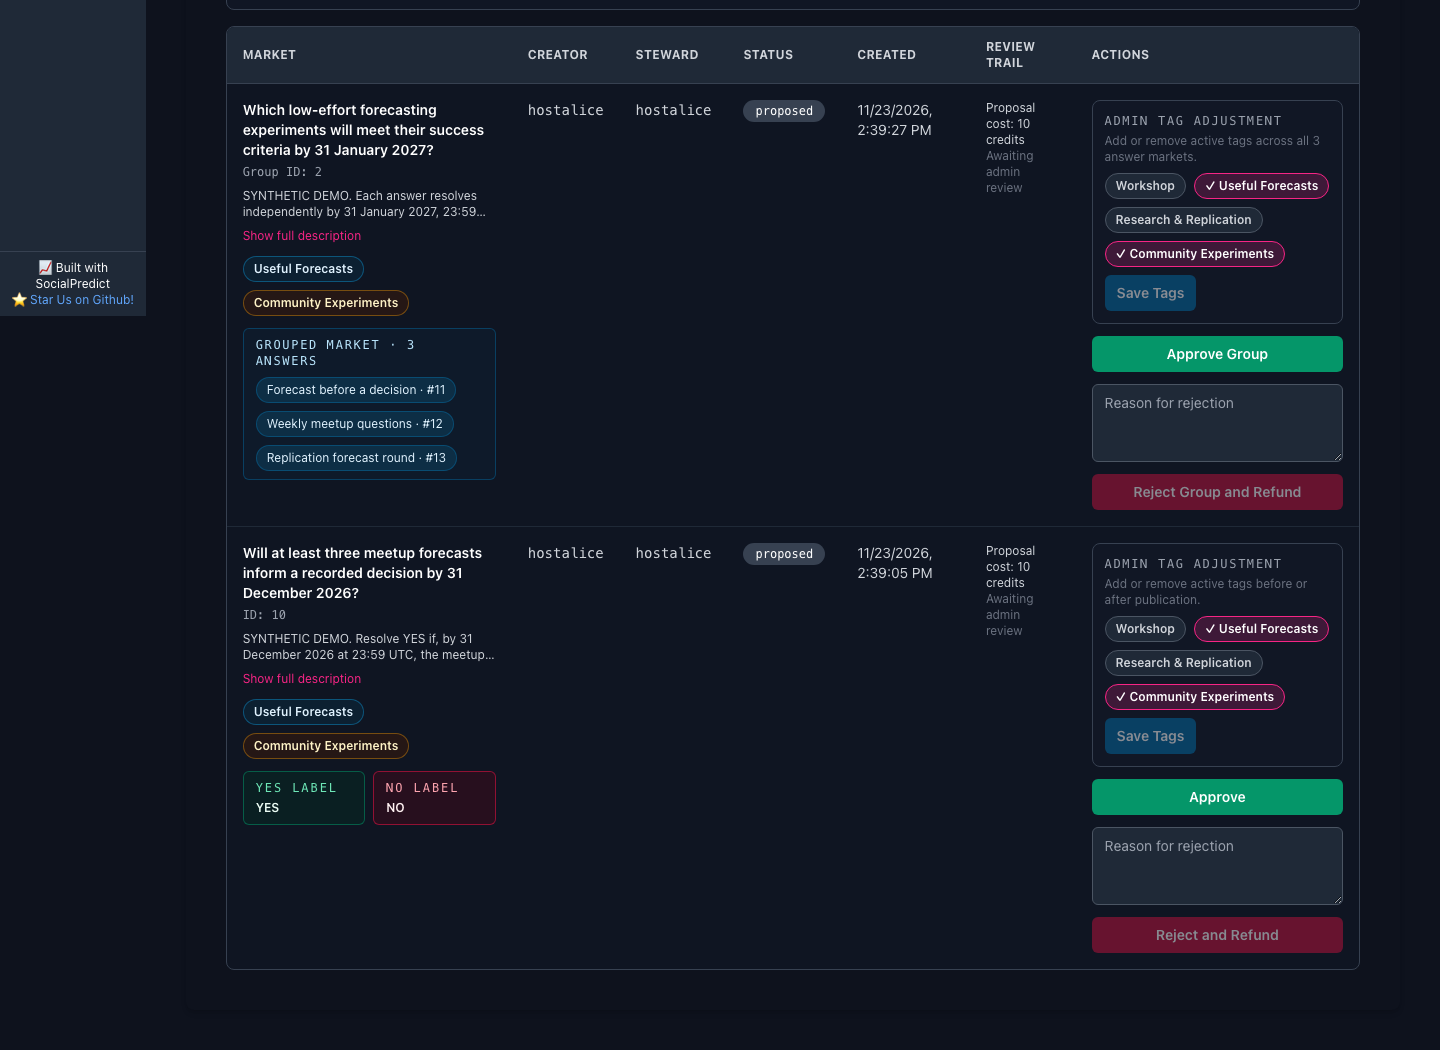 📈 Built with
SocialPredict
⭐ Star Us on Github!
MARKET
CREATOR
STEWARD
STATUS
CREATED
REVIEW
TRAIL
ACTIONS
Which low-effort forecasting
experiments will meet their success
criteria by 31 January 2027?
Group ID: 2
SYNTHETIC DEMO. Each answer resolves
independently by 31 January 2027, 23:59...
Show full description
Useful Forecasts
Community Experiments
GROUPED MARKET · 3
ANSWERS
Forecast before a decision · #11
Weekly meetup questions · #12
Replication forecast round · #13
hostalice
hostalice
proposed
11/23/2026,
2:39:27 PM
Proposal
cost: 10
credits
Awaiting
admin
review
ADMIN TAG ADJUSTMENT
Add or remove active tags across all 3
answer markets.
Workshop
✓ Useful Forecasts
Research & Replication
✓ Community Experiments
Save Tags
Approve Group
Reason for rejection
Reject Group and Refund
Will at least three meetup forecasts
inform a recorded decision by 31
December 2026?
ID: 10
SYNTHETIC DEMO. Resolve YES if, by 31
December 2026 at 23:59 UTC, the meetup...
Show full description
Useful Forecasts
Community Experiments
YES LABEL
YES
NO LABEL
NO
hostalice
hostalice
proposed
11/23/2026,
2:39:05 PM
Proposal
cost: 10
credits
Awaiting
admin
review
ADMIN TAG ADJUSTMENT
Add or remove active tags before or
after publication.
Workshop
✓ Useful Forecasts
Research & Replication
✓ Community Experiments
Save Tags
Approve
Reason for rejection
Reject and Refund